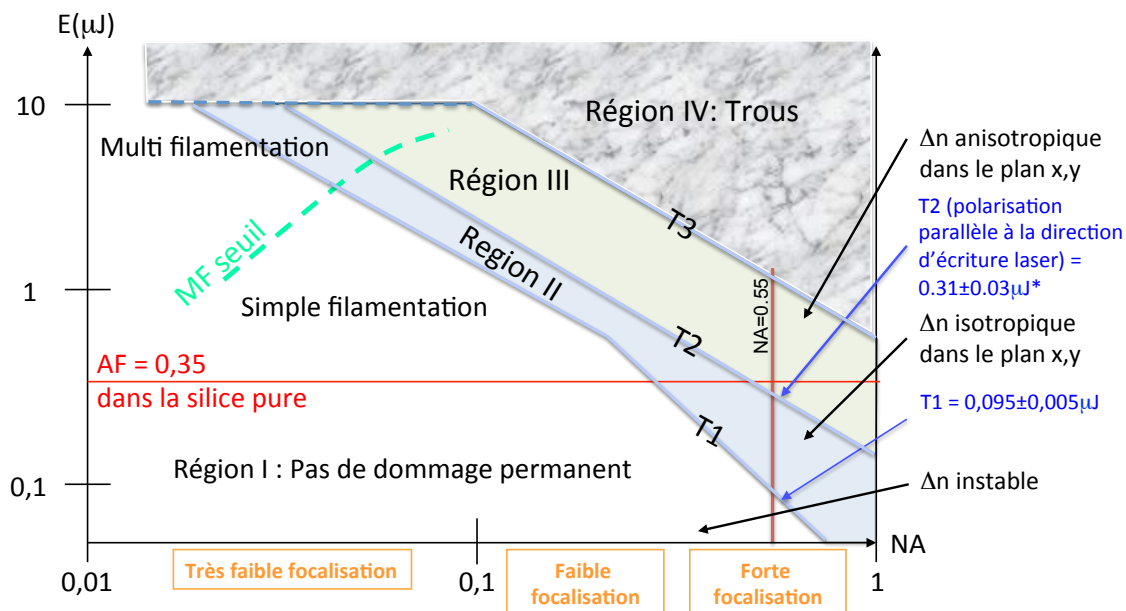 E(μJ)
10
1
0,1
Région IV: Trous
Multi filamentation
Région III
MF seuil
Region II
T3
Simple filamentation
T2
NA=0.55
AF = 0,35
dans la silice pure
T1
Région I : Pas de dommage permanent
Δn anisotropique
dans le plan x,y
T2 (polarisation
parallèle à la direction
d’écriture laser) =
0.31±0.03μJ*
Δn isotropique
dans le plan x,y
T1 = 0,095±0,005μJ
Δn instable
NA
0,01
Très faible focalisation
0,1
Faible
focalisation
Forte
focalisation
1